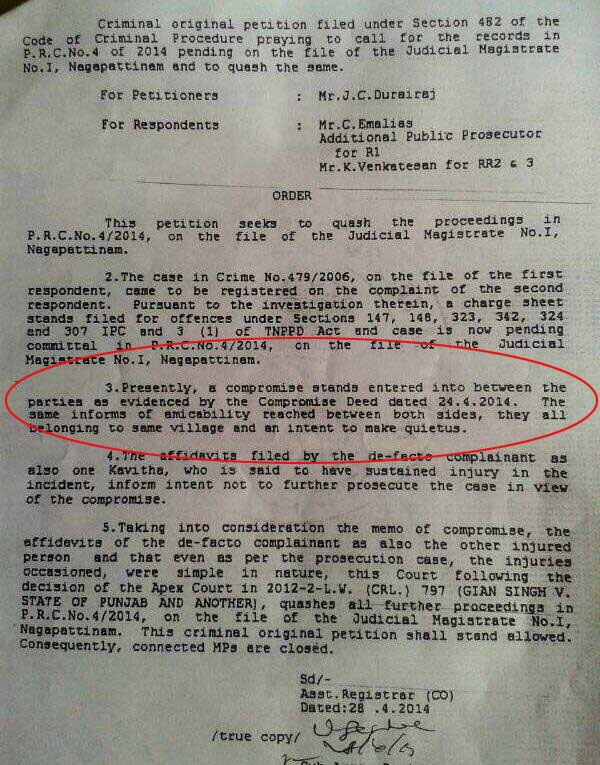 Criminal original petition filed under Section 482 of the
Code of Criminal Procedure praying to call for the records in
P.R.C.No.4 of 2014 pending on the file of the Judicial Magistrate
No.I, Nagapattinam and to quash the same.
For Petitioners : Mr.J.C.Durairaj
For Respondents : Mr.C.Emalias
Additional Public Prosecutor
for R1
Mr.K.Venkatesan for RR2 & 3
ORDER
This petition seeks to quash the proceedings in
P.R.C.No.4/2014, on the file of the Judicial Magistrate No.I,
Nagapattinam.
2.The case in Crime No.479/2006, on the file of the first
respondent, came to be registered on the complaint of the second
respondent. Pursuant to the investigation therein, a charge sheet
stands filed for offences under Sections 147, 148, 323, 342, 324
and 307 IPC and 3 (1) of TNPPD Act and case is now pending
committal in P.R.C.No.4/2014, on the file of the Judicial
Magistrate No.I, Nagapattinam.
3.Presently, a compromise stands entered into between the
parties as evidenced by the Compromise Deed dated 24.4.2014. The
same informs of amicability reached between both sides, they all
belonging to same village and an intent to make quietus.
4.The affidavits filed by the de-facto complainant as
also one Kavitha, who is said to have sustained injury in the
incident, inform intent not to further prosecute the case in view
of the compromise.
5.Taking into consideration the memo of compromise, the
affidavits of the de-facto complainant as also the other injured
person and that even as per the prosecution case, the injuries
occasioned, were simple in nature, this Court following the
decision of the Apex Court in 2012-2-L.W. (CRL.) 797 (GIAN SINGH V.
STATE OF PUNJAB AND ANOTHER), quashes all further proceedings in
P.R.C.No.4/2014, on the file of the Judicial Magistrate No.I,
Nagapattinam. This criminal original petition shall stand allowed.
Consequently, connected MPs are closed.
Sd/-
Asst.Registrar (CO)
Dated:28 .4.2014
/true copy/